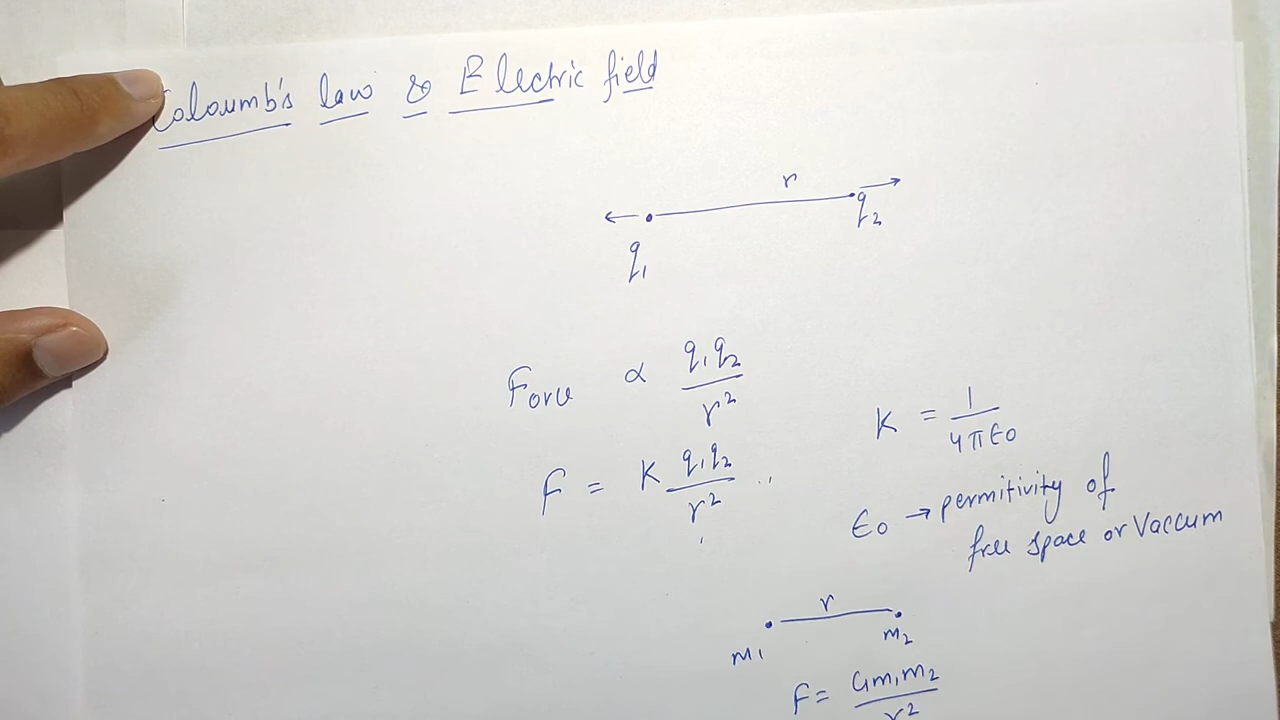 Coloumb's law & Electric field
r
q₁ q₂
Force ∝ q₁q₂/r²
K = 1/4πϵ0
F = K q₁q₂/r²
ϵ0 → permitivity of
free space or Vaccum
r
m₁ m₂
F = Gm₁m₂/r²